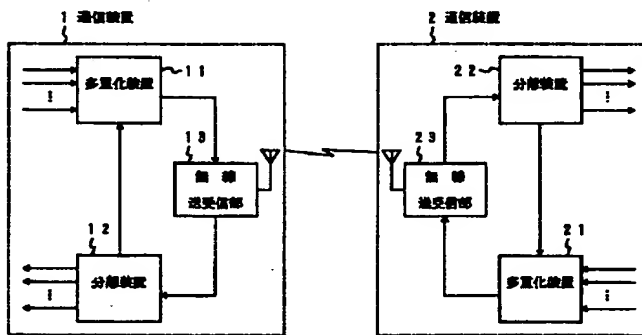 1 通信装置
11
多重化装置
13
無線
送受信部
12
分離装置
2 通信装置
22
分離装置
23
無線
送受信部
21
多重化装置